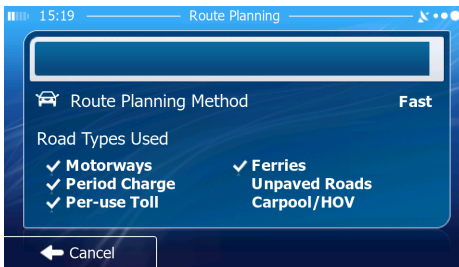 15:19 Route Planning
Route Planning Method Fast
Road Types Used
Motorways Ferries
Period Charge Unpaved Roads
Per-use Toll Carpool/HOV
Cancel